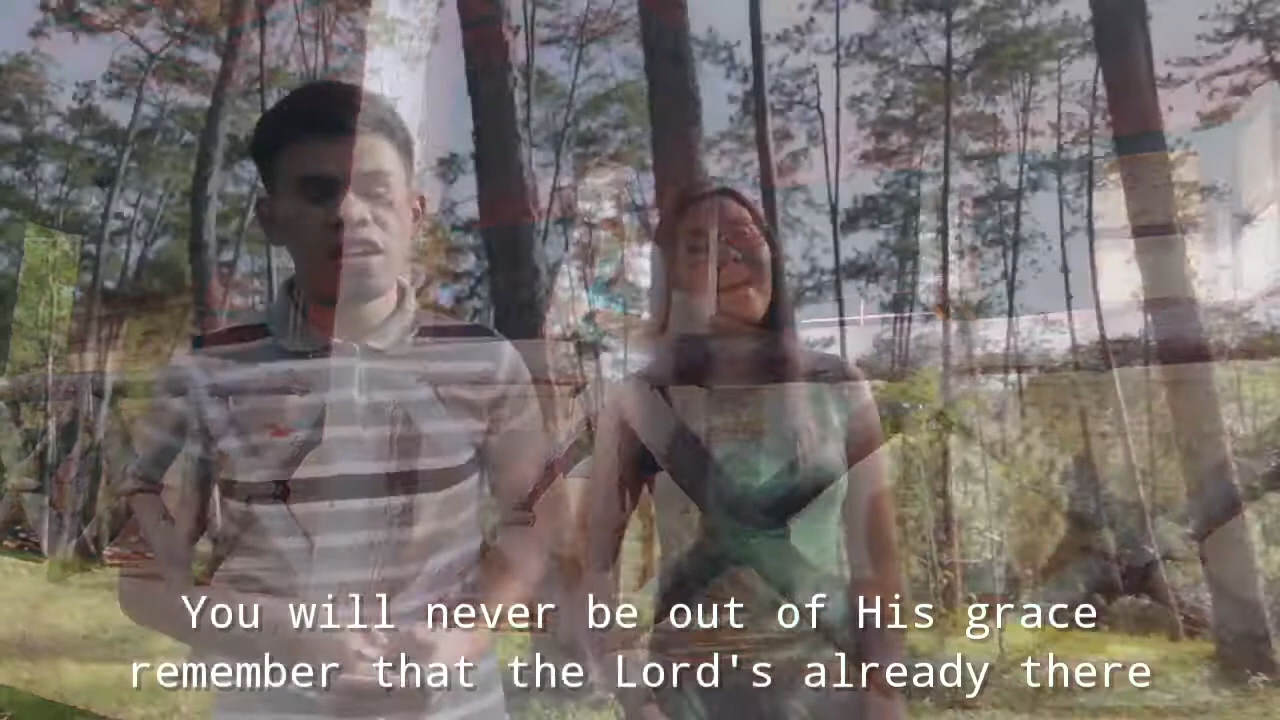 You will never be out of His grace
remember that the Lord's already there